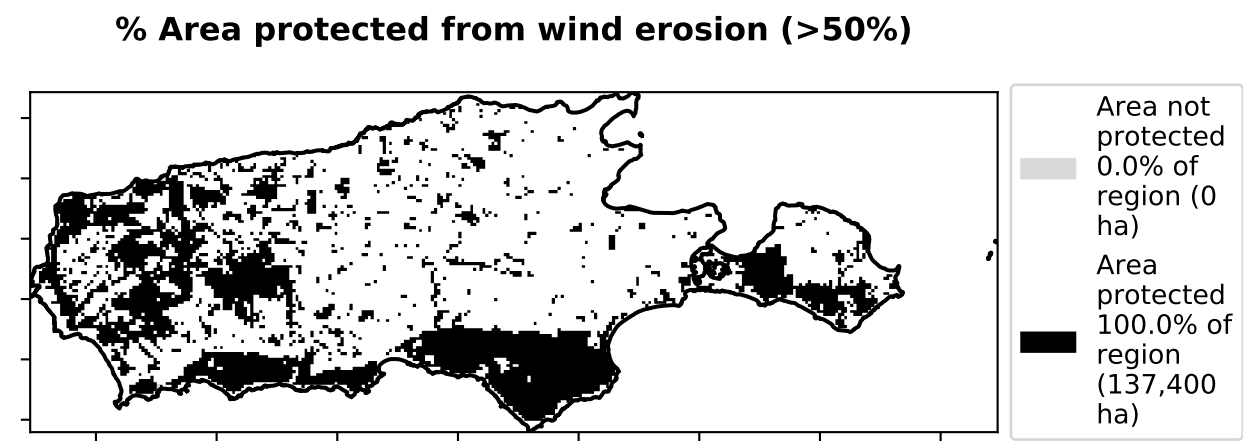 % Area protected from wind erosion (>50%)
Area not
protected
0.0% of
region (0
ha)
Area
protected
100.0% of
region
(137,400
ha)